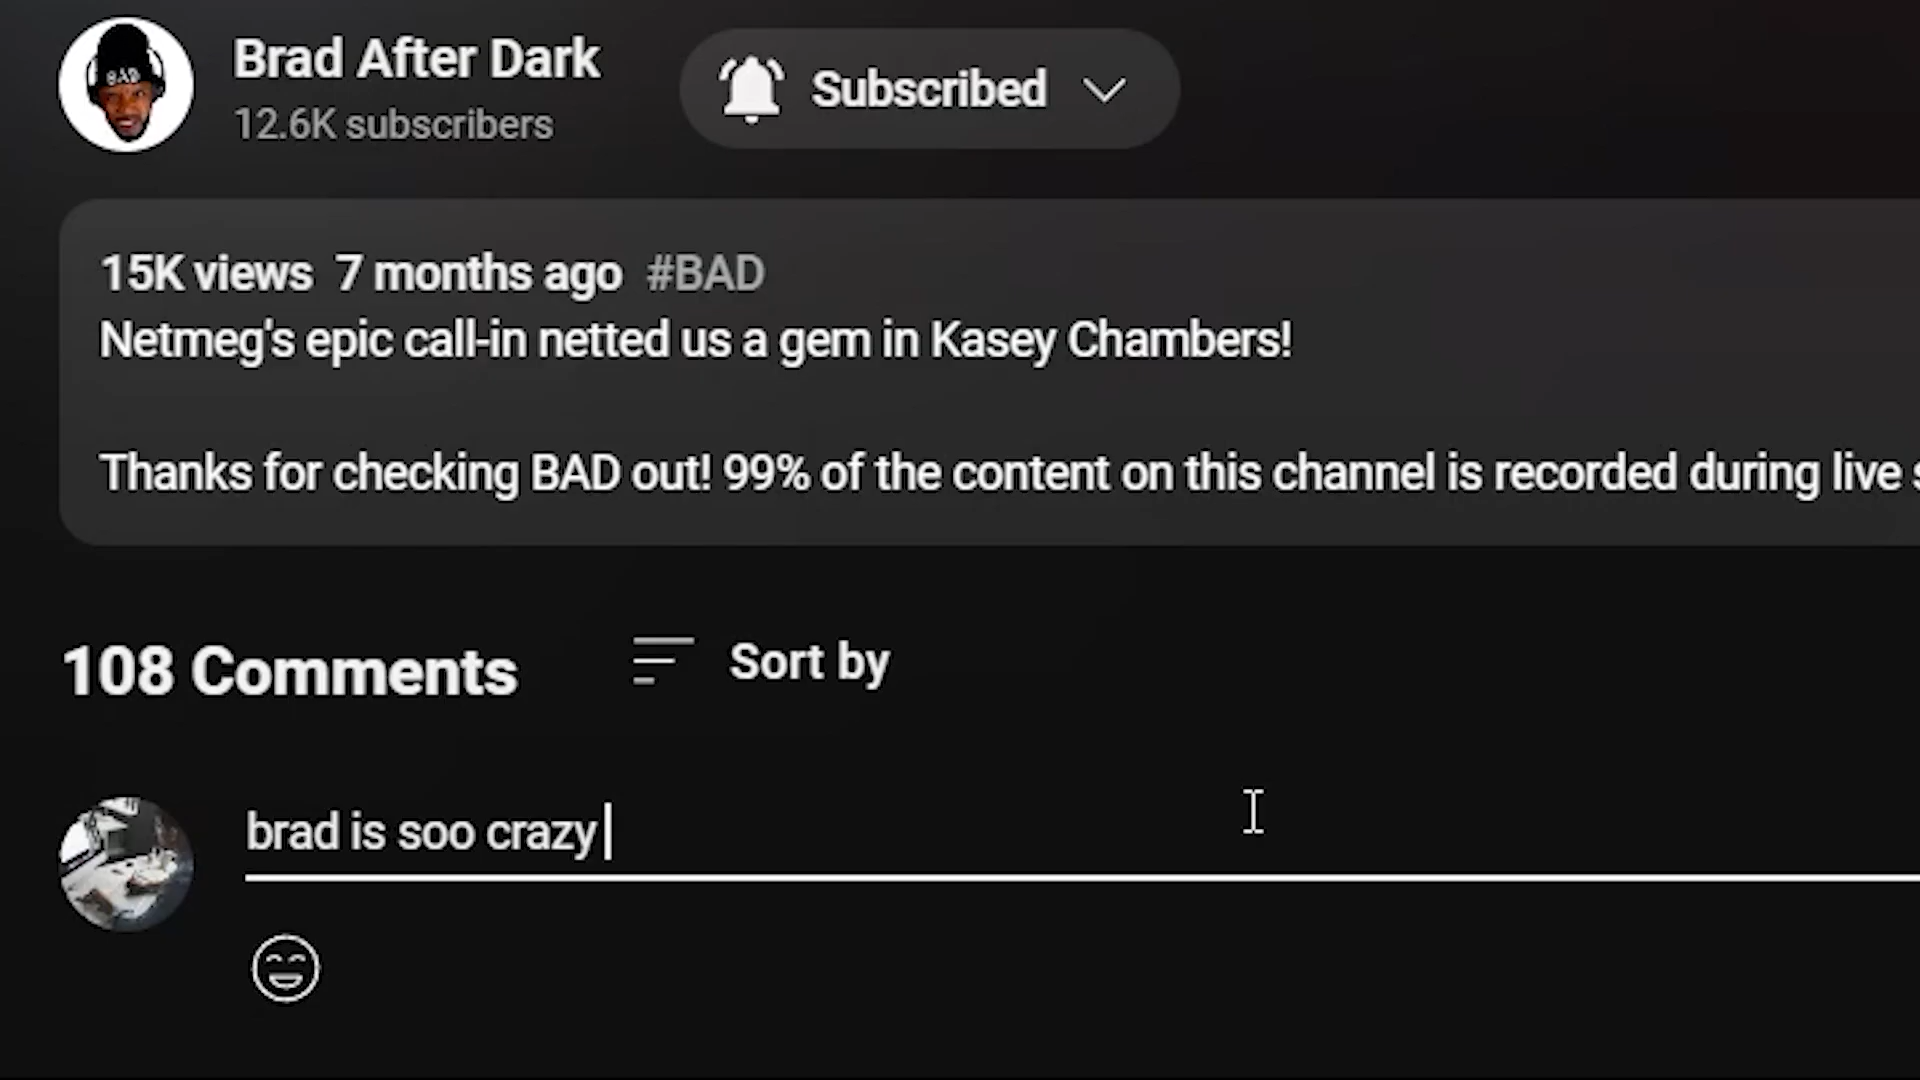 BAD
Brad After Dark
12.6K subscribers
Subscribed
15K views 7 months ago #BAD
Netmeg's epic call-in netted us a gem in Kasey Chambers!
Thanks for checking BAD out! 99% of the content on this channel is recorded during live
108 Comments
Sort by
brad is soo crazy